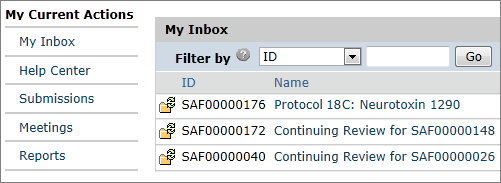 My Current Actions
My Inbox
Help Center
Submissions
Meetings
Reports
My Inbox
Filter by ? ID Go
ID Name
SAF00000176 Protocol 18C: Neurotoxin 1290
SAF00000172 Continuing Review for SAF00000148
SAF00000040 Continuing Review for SAF00000026